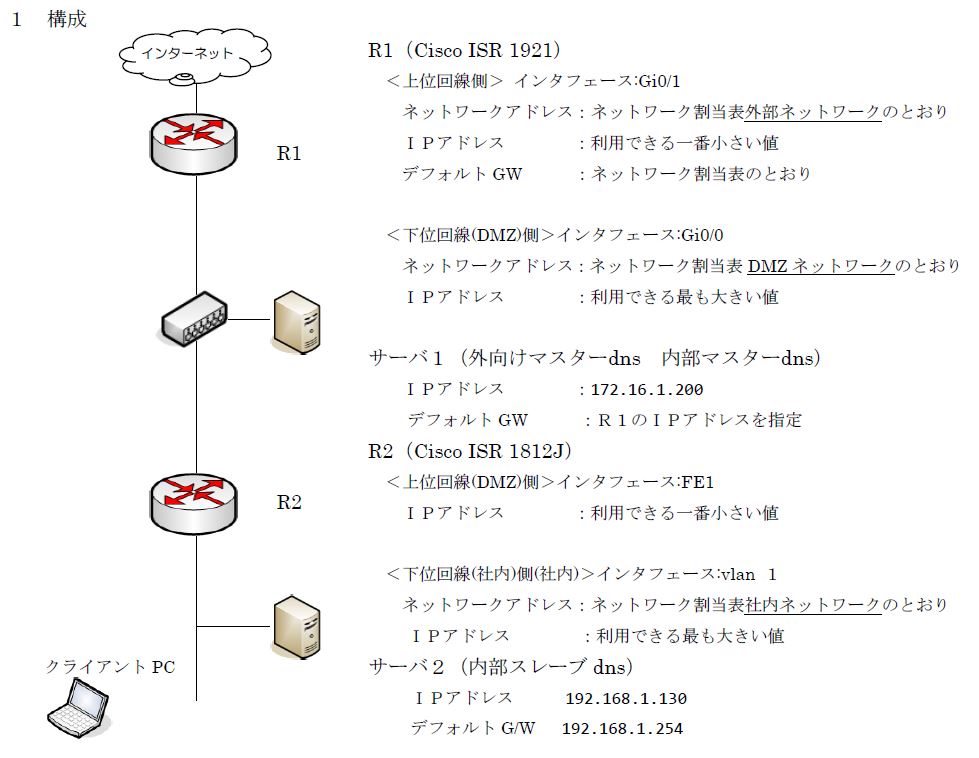 1 構成
インターネット
R1（Cisco ISR 1921）
＜上位回線側＞ インタフェース:Gi0/1
ネットワークアドレス：ネットワーク割当表外部ネットワークのとおり
ＩＰアドレス ：利用できる一番小さい値
R1
デフォルト GW ：ネットワーク割当表のとおり
＜下位回線(DMZ)側＞インタフェース:Gi0/0
ネットワークアドレス：ネットワーク割当表 DMZ ネットワークのとおり
ＩＰアドレス ：利用できる最も大きい値
サーバ１（外向けマスターdns　内部マスターdns）
ＩＰアドレス ：172.16.1.200
デフォルト GW ：Ｒ１のＩＰアドレスを指定
R2（Cisco ISR 1812J）
＜上位回線(DMZ)側＞インタフェース:FE1
R2
ＩＰアドレス ：利用できる一番小さい値
＜下位回線(社内)側(社内)＞インタフェース:vlan 1
ネットワークアドレス：ネットワーク割当表社内ネットワークのとおり
ＩＰアドレス ：利用できる最も大きい値
クライアント PC
サーバ２（内部スレーブ dns）
ＩＰアドレス 192.168.1.130
デフォルト G/W 192.168.1.254